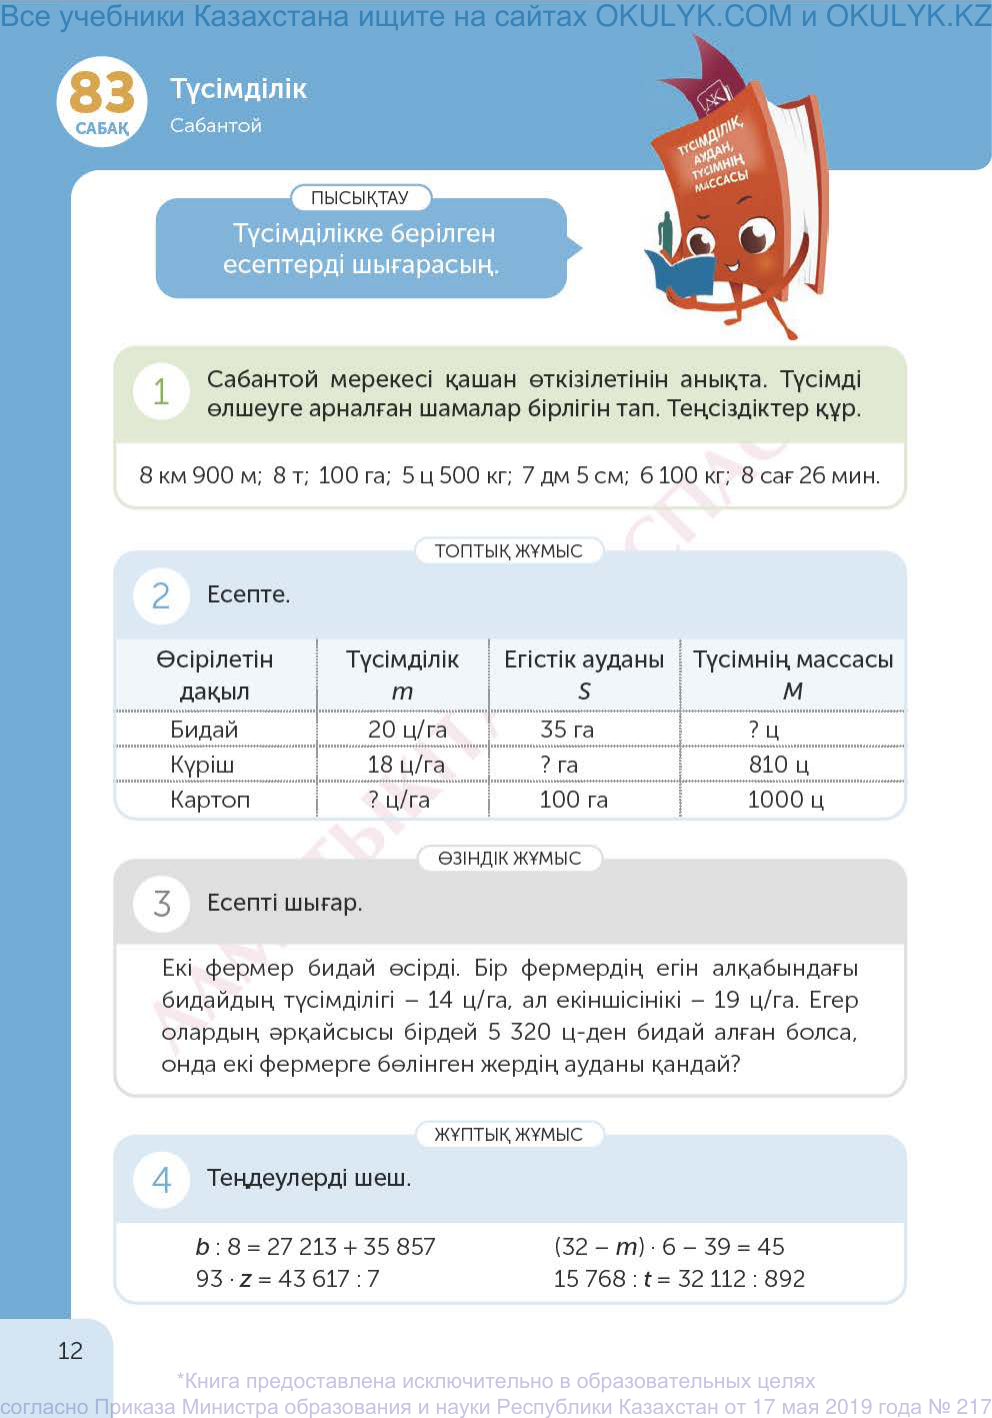 Все учебники Казахстана ищите на сайтах OKULYK.COM и OKULYK.KZ
83
САБАҚ
Түсімділік
Сабантой
ТҮСІМДІЛІК,
АУДАН,
ТҮСІМНІҢ
МАССАСЫ
ПЫСЫҚТАУ
Түсімділікке берілген
есептерді шығарасың.
1
Сабантой мерекесі қашан өткізілетінін анықта. Түсімді
өлшеуге арналған шамалар бірлігін тап. Теңсіздіктер құр.
8 км 900 м; 8 т; 100 га; 5 ц 500 кг; 7 дм 5 см; 6 100 кг; 8 сағ 26 мин.
ТОПТЫҚ ЖҰМЫС
2
Есепте.
Өсірілетін дақыл | Түсімділік m | Егістік ауданы S | Түсімнің массасы M
Бидай 20 ц/га 35 га ? ц
Күріш 18 ц/га ? га 810 ц
Картоп ? ц/га 100 га 1000 ц
ӨЗІНДІК ЖҰМЫС
3
Есепті шығар.
Екі фермер бидай өсірді. Бір фермердің егін алқабындағы
бидайдың түсімділігі – 14 ц/га, ал екіншісінікі – 19 ц/га. Егер
олардың әрқайсысы бірдей 5 320 ц-ден бидай алған болса,
онда екі фермерге бөлінген жердің ауданы қандай?
ЖҰПТЫҚ ЖҰМЫС
4
Теңдеулерді шеш.
b : 8 = 27 213 + 35 857 (32 – m) · 6 – 39 = 45
93 · z = 43 617 : 7 15 768 : t = 32 112 : 892
12
*Книга предоставлена исключительно в образовательных целях
согласно Приказа Министра образования и науки Республики Казахстан от 17 мая 2019 года № 217